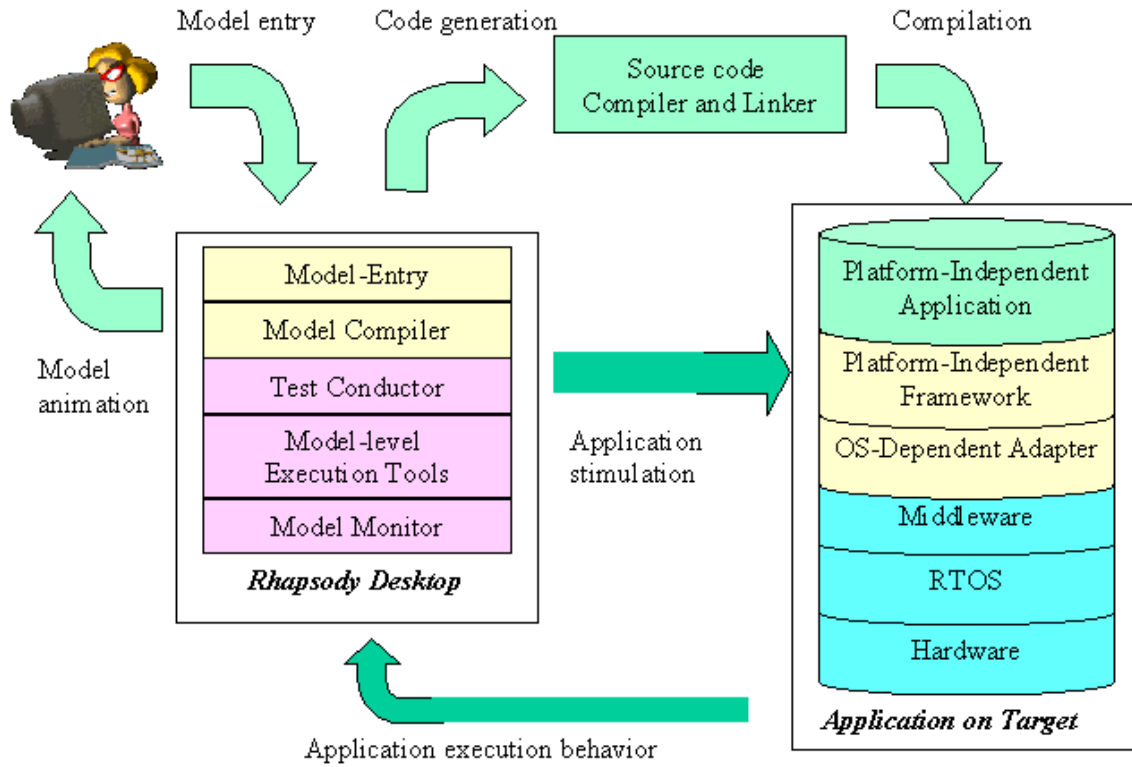 Model entry
Code generation
Compilation
Source code
Compiler and Linker
Model-Entry
Model Compiler
Test Conductor
Model-level
Execution Tools
Model Monitor
Rhapsody Desktop
Model
animation
Application
stimulation
Platform-Independent
Application
Platform-Independent
Framework
OS-Dependent Adapter
Middleware
RTOS
Hardware
Application on Target
Application execution behavior